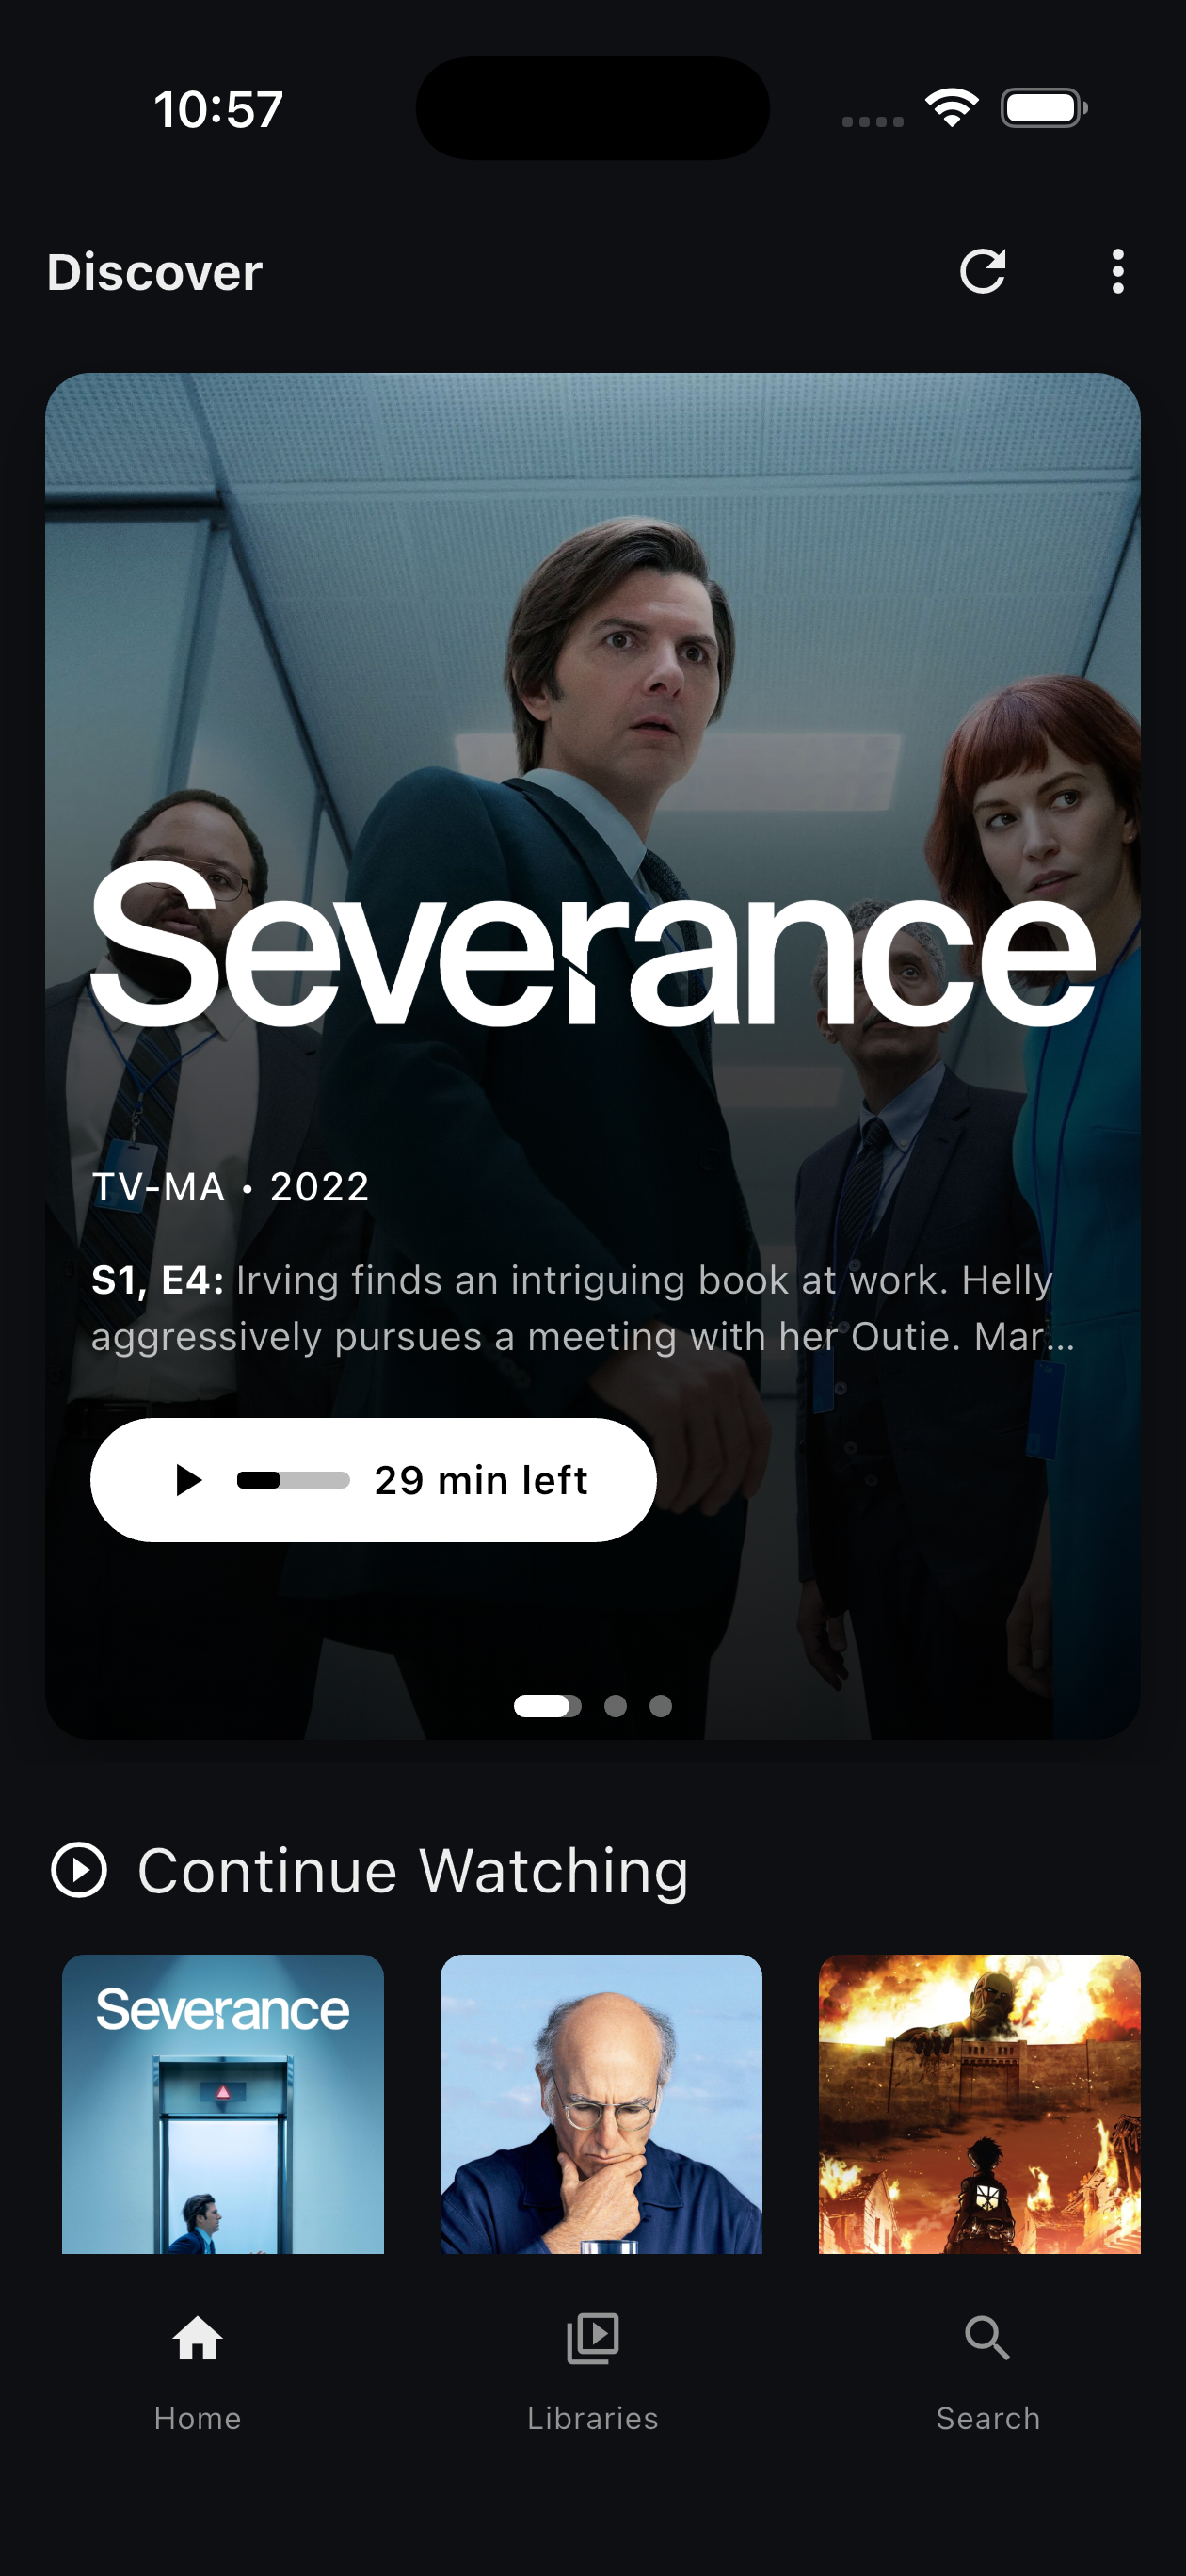 10:57
Discover
Severance
TV-MA • 2022
S1, E4: Irving finds an intriguing book at work. Helly
aggressively pursues a meeting with her Outie. Mar...
29 min left
Continue Watching
Severance
Home
Libraries
Search